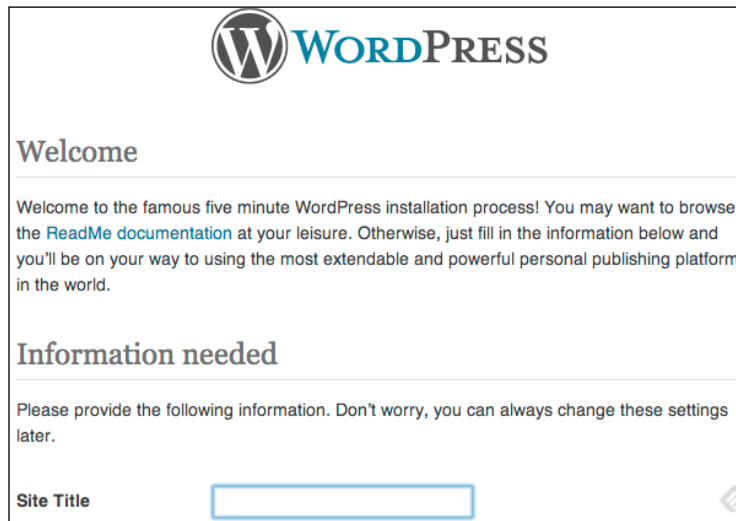 WORDPRESS
Welcome
Welcome to the famous five minute WordPress installation process! You may want to browse
the ReadMe documentation at your leisure. Otherwise, just fill in the information below and
you'll be on your way to using the most extendable and powerful personal publishing platform
in the world.
Information needed
Please provide the following information. Don't worry, you can always change these settings
later.
Site Title